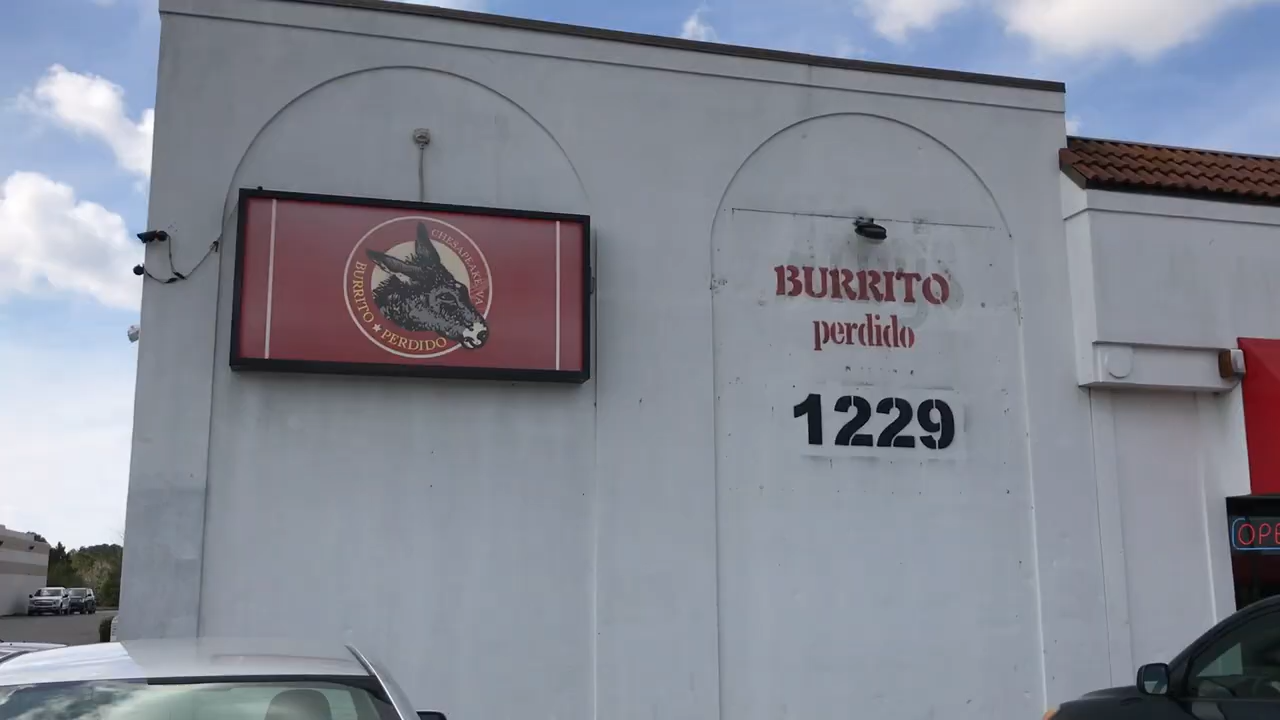 CHESAPEAKE, VA
BURRITO ★ PERDIDO
BURRITO
perdido
1229
OPE